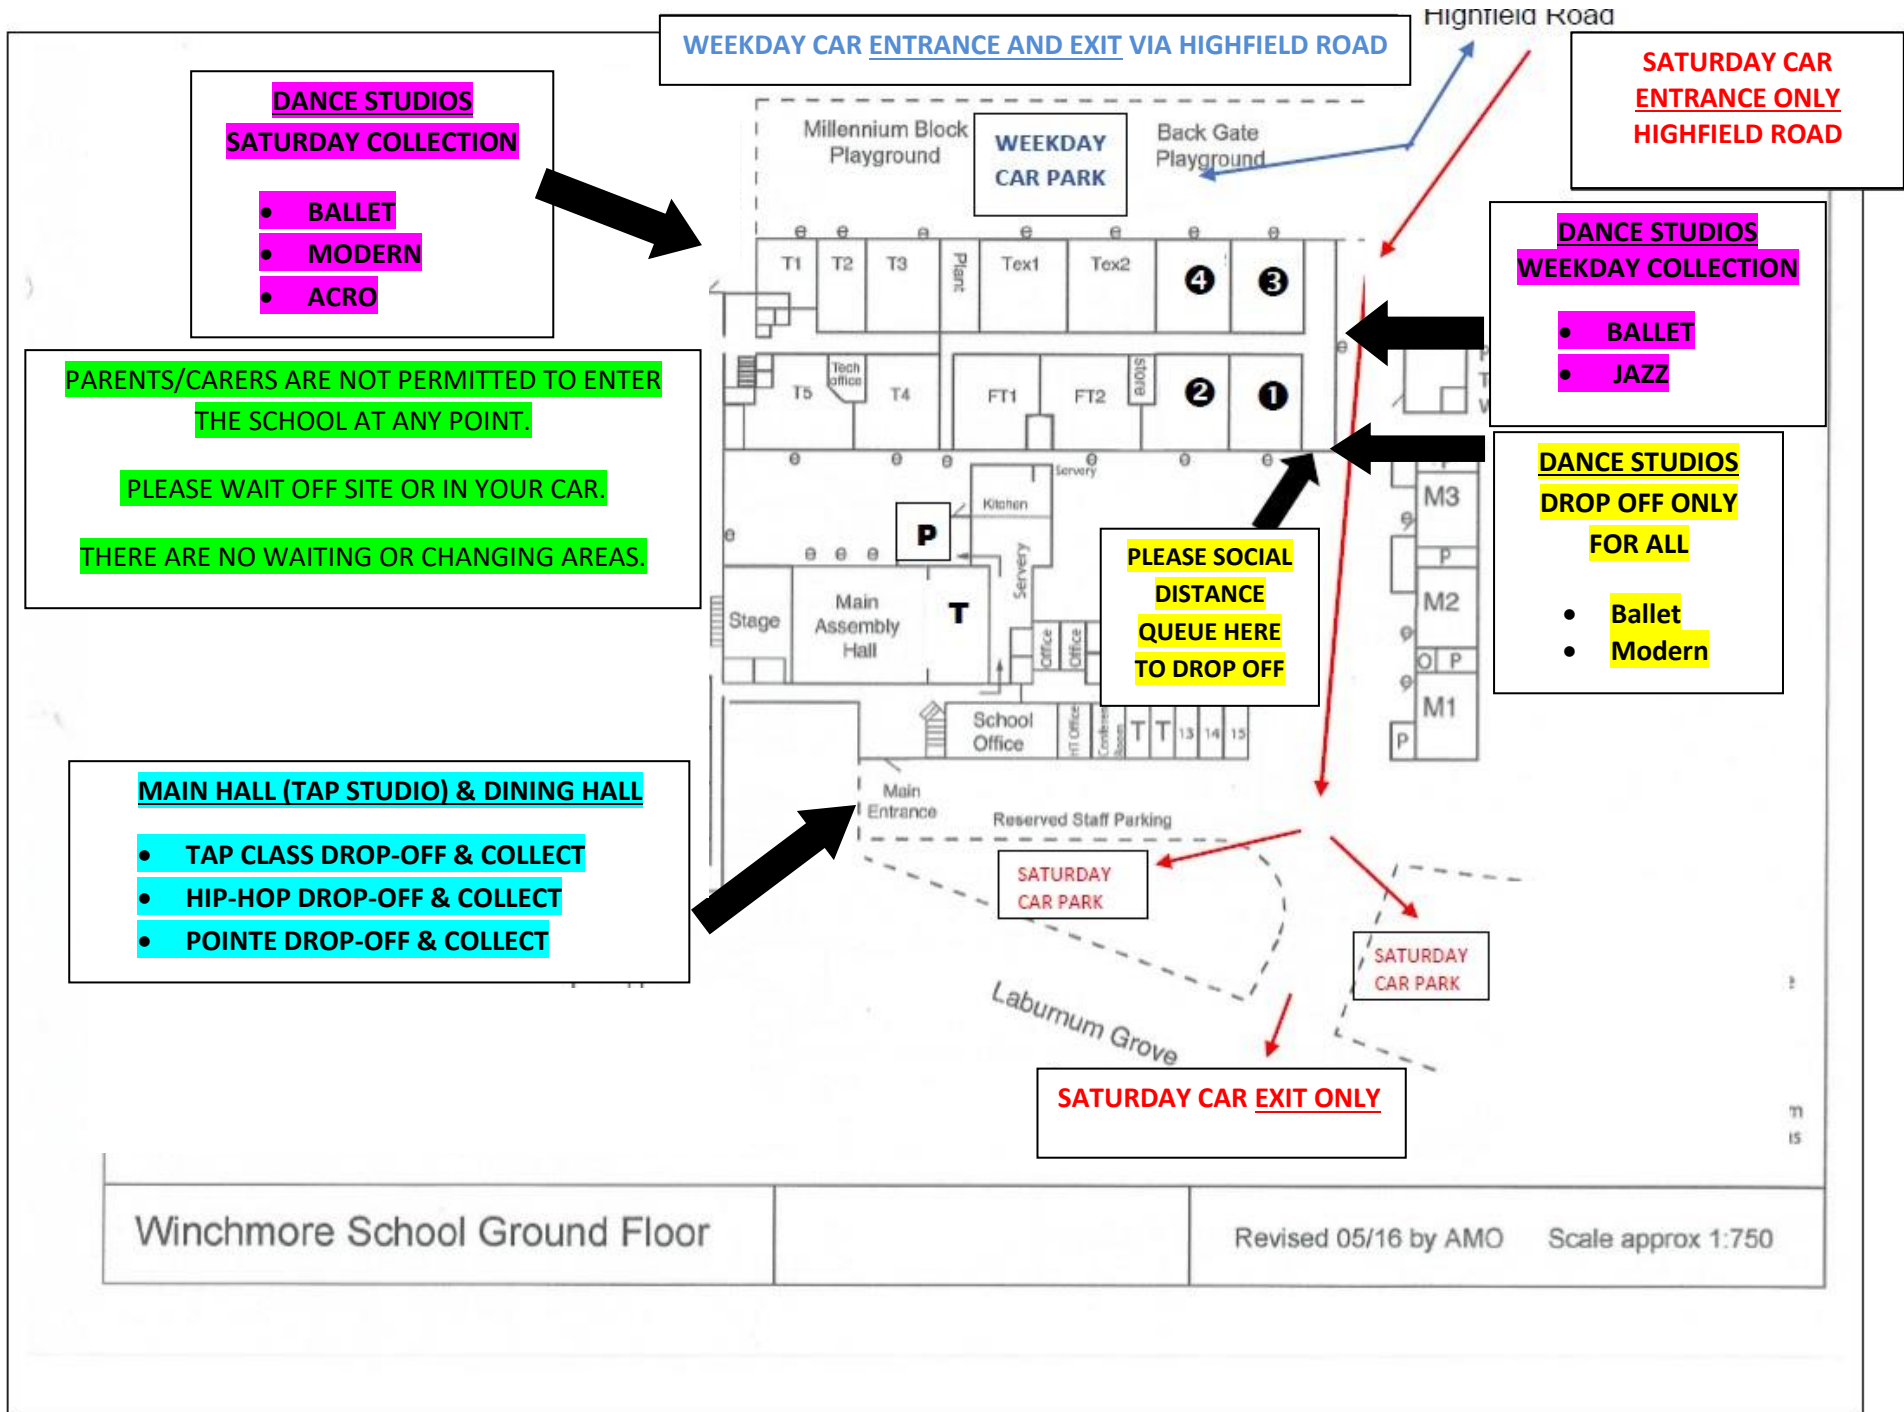 Highfield Road
WEEKDAY CAR ENTRANCE AND EXIT VIA HIGHFIELD ROAD
SATURDAY CAR
ENTRANCE ONLY
HIGHFIELD ROAD
DANCE STUDIOS
SATURDAY COLLECTION
• BALLET
• MODERN
• ACRO
Millennium Block
Playground
WEEKDAY
CAR PARK
Back Gate
Playground
DANCE STUDIOS
WEEKDAY COLLECTION
• BALLET
• JAZZ
e e e e e e e
T1 T2 T3 Plant Tex1 Tex2 ❹ ❸
e
PARENTS/CARERS ARE NOT PERMITTED TO ENTER
THE SCHOOL AT ANY POINT.
PLEASE WAIT OFF SITE OR IN YOUR CAR.
THERE ARE NO WAITING OR CHANGING AREAS.
T5 Tech
office T4 FT1 FT2 store ❷ ❶
e e e e e e
DANCE STUDIOS
DROP OFF ONLY
FOR ALL
• Ballet
• Modern
Servery
Kitchen
P
e
e e e
Servery
PLEASE SOCIAL
DISTANCE
QUEUE HERE
TO DROP OFF
M3
e
P
M2
e
O P
e
M1
P
Stage
Main
Assembly
Hall
T
Office
Office
School
Office
HT Office
Room
T T 13 14 15
Main
Entrance
Reserved Staff Parking
MAIN HALL (TAP STUDIO) & DINING HALL
• TAP CLASS DROP-OFF & COLLECT
• HIP-HOP DROP-OFF & COLLECT
• POINTE DROP-OFF & COLLECT
SATURDAY
CAR PARK
SATURDAY
CAR PARK
Laburnum Grove
SATURDAY CAR EXIT ONLY
Winchmore School Ground Floor
Revised 05/16 by AMO Scale approx 1:750